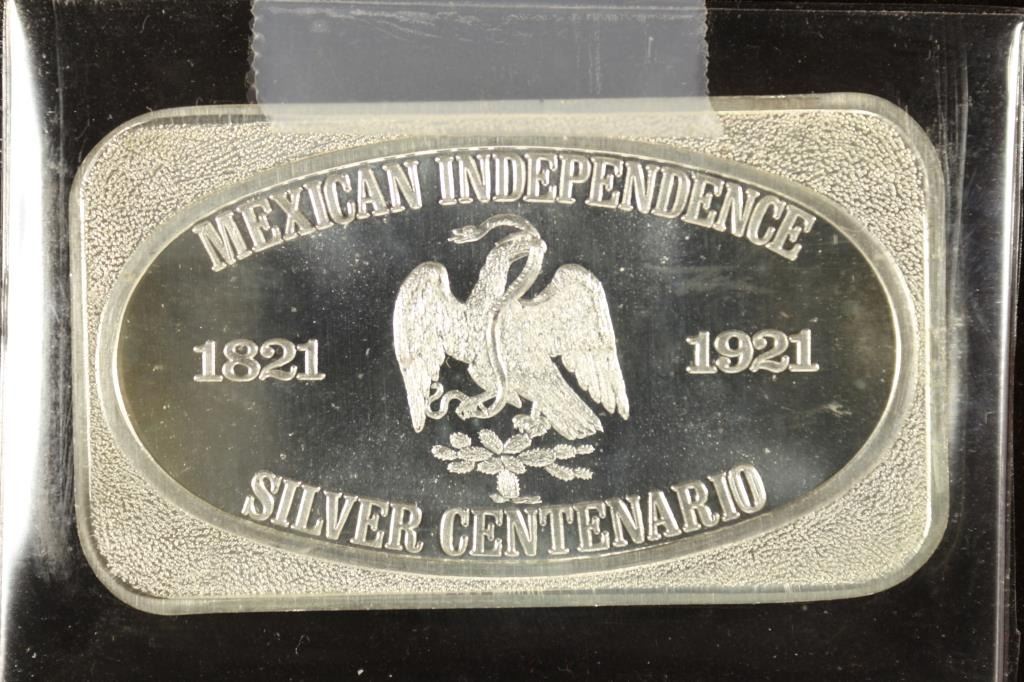 MEXICAN INDEPENDENCE
1821 1921
SILVER CENTENARIO